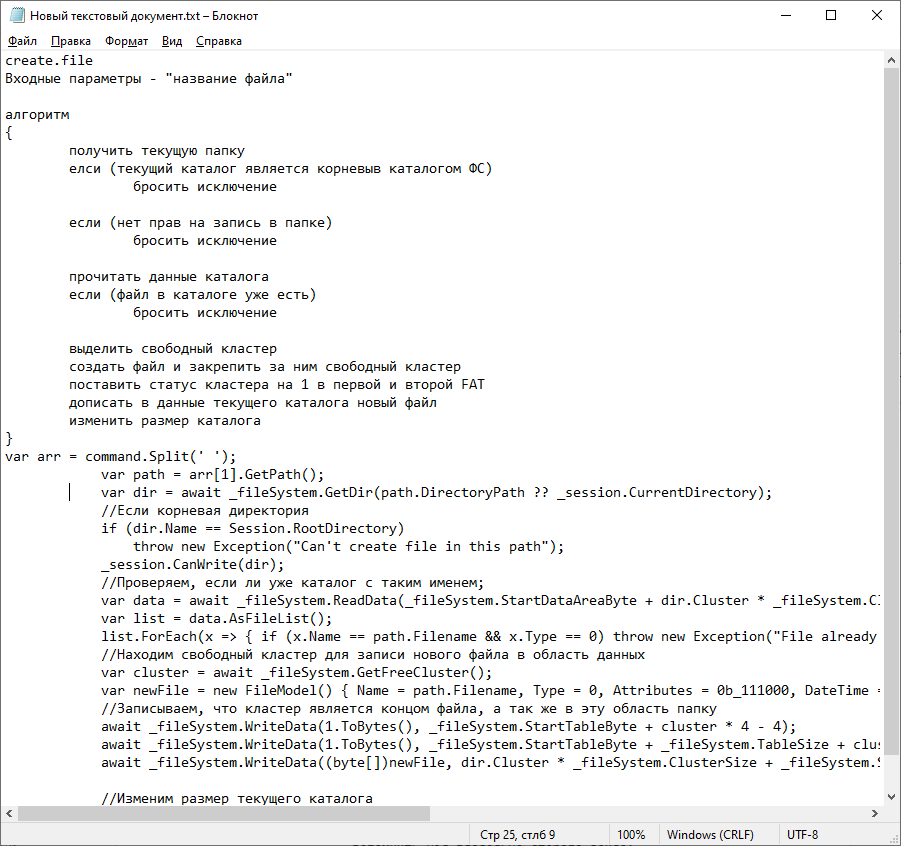 Новый текстовый документ.txt – Блокнот
Файл Правка Формат Вид Справка
create.file
Входные параметры - "название файла"
алгоритм
{
получить текущую папку
елси (текущий каталог является корневыв каталогом ФС)
бросить исключение
если (нет прав на запись в папке)
бросить исключение
прочитать данные каталога
если (файл в каталоге уже есть)
бросить исключение
выделить свободный кластер
создать файл и закрепить за ним свободный кластер
поставить статус кластера на 1 в первой и второй FAT
дописать в данные текущего каталога новый файл
изменить размер каталога
}
var arr = command.Split(' ');
var path = arr[1].GetPath();
var dir = await _fileSystem.GetDir(path.DirectoryPath ?? _session.CurrentDirectory);
//Если корневая директория
if (dir.Name == Session.RootDirectory)
throw new Exception("Can't create file in this path");
_session.CanWrite(dir);
//Проверяем, если ли уже каталог с таким именем;
var data = await _fileSystem.ReadData(_fileSystem.StartDataAreaByte + dir.Cluster * _fileSystem.Cl
var list = data.AsFileList();
list.ForEach(x => { if (x.Name == path.Filename && x.Type == 0) throw new Exception("File already
//Находим свободный кластер для записи нового файла в область данных
var cluster = await _fileSystem.GetFreeCluster();
var newFile = new FileModel() { Name = path.Filename, Type = 0, Attributes = 0b_111000, DateTime =
//Записываем, что кластер является концом файла, а так же в эту область папку
await _fileSystem.WriteData(1.ToBytes(), _fileSystem.StartTableByte + cluster * 4 - 4);
await _fileSystem.WriteData(1.ToBytes(), _fileSystem.StartTableByte + _fileSystem.TableSize + clus
await _fileSystem.WriteData((byte[])newFile, dir.Cluster * _fileSystem.ClusterSize + _fileSystem.S
//Изменим размер текущего каталога
Стр 25, стлб 9 100% Windows (CRLF) UTF-8